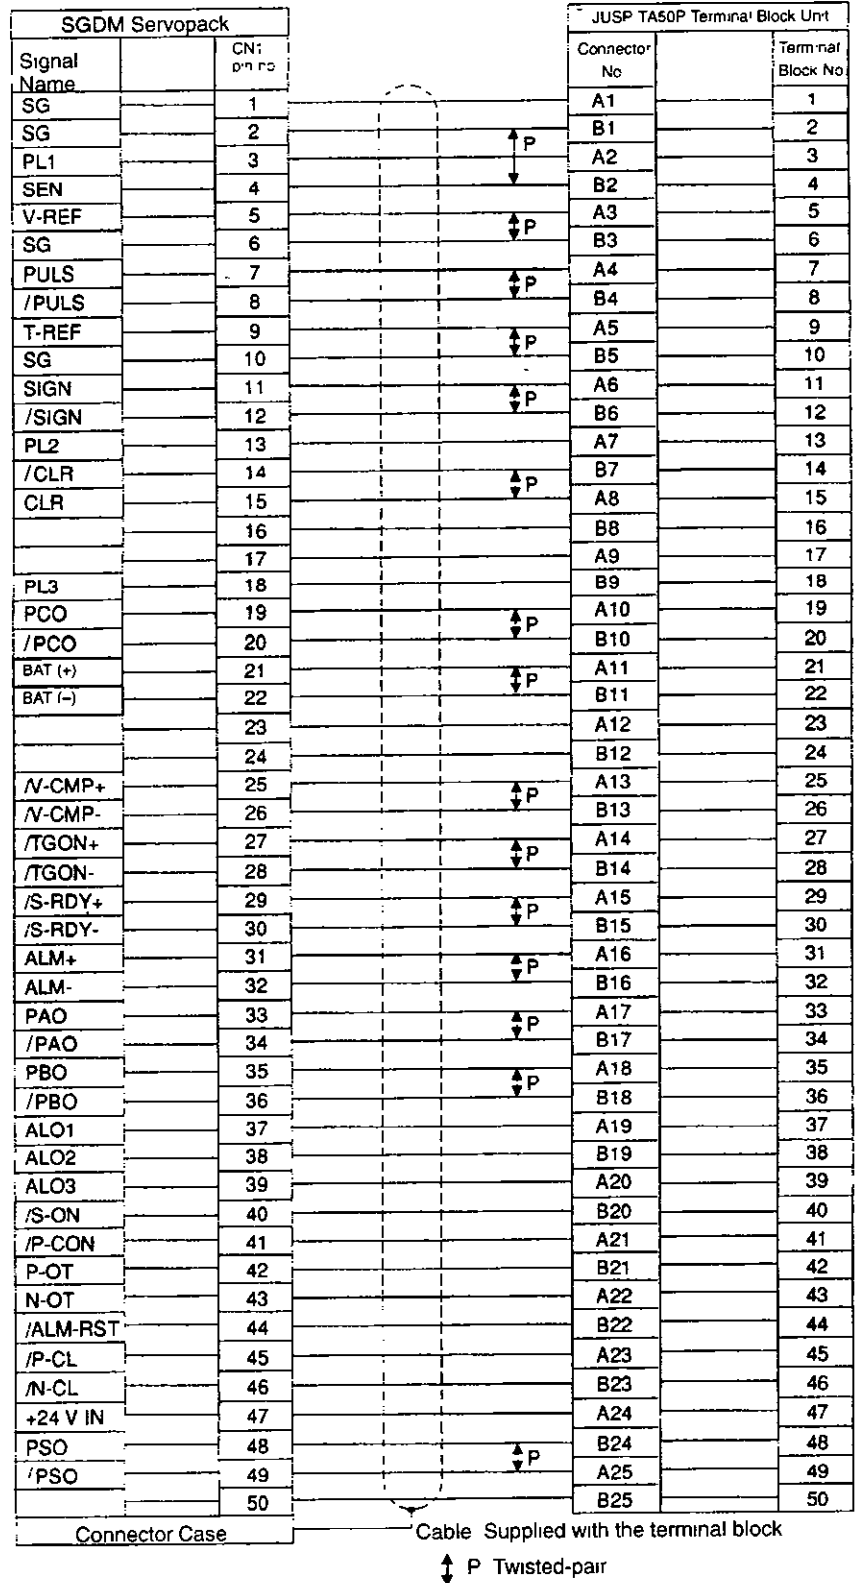 SGDM Servopack JUSP TA50P Terminal Block Unit
Signal Name CN1 pin no Connector No Terminal Block No
SG 1 A1 1
SG 2 B1 2
P
PL1 3 A2 3
SEN 4 B2 4
V-REF 5 A3 5
P
SG 6 B3 6
PULS 7 A4 7
P
/PULS 8 B4 8
T-REF 9 A5 9
P
SG 10 B5 10
SIGN 11 A6 11
P
/SIGN 12 B6 12
PL2 13 A7 13
/CLR 14 B7 14
P
CLR 15 A8 15
16 B8 16
17 A9 17
PL3 18 B9 18
PCO 19 A10 19
P
/PCO 20 B10 20
BAT (+) 21 A11 21
P
BAT (–) 22 B11 22
23 A12 23
24 B12 24
/V-CMP+ 25 A13 25
P
/V-CMP- 26 B13 26
/TGON+ 27 A14 27
P
/TGON- 28 B14 28
/S-RDY+ 29 A15 29
P
/S-RDY- 30 B15 30
ALM+ 31 A16 31
P
ALM- 32 B16 32
PAO 33 A17 33
P
/PAO 34 B17 34
PBO 35 A18 35
P
/PBO 36 B18 36
ALO1 37 A19 37
ALO2 38 B19 38
ALO3 39 A20 39
/S-ON 40 B20 40
/P-CON 41 A21 41
P-OT 42 B21 42
N-OT 43 A22 43
/ALM-RST 44 B22 44
/P-CL 45 A23 45
/N-CL 46 B23 46
+24 V IN 47 A24 47
PSO 48 B24 48
P
/PSO 49 A25 49
50 B25 50
Connector Case Cable Supplied with the terminal block
P Twisted-pair